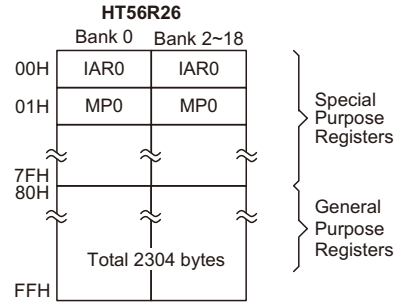 HT56R26
Bank 0 Bank 2~18
00H IAR0 IAR0
01H MP0 MP0
Special
Purpose
Registers
7FH
80H
General
Purpose
Registers
Total 2304 bytes
FFH